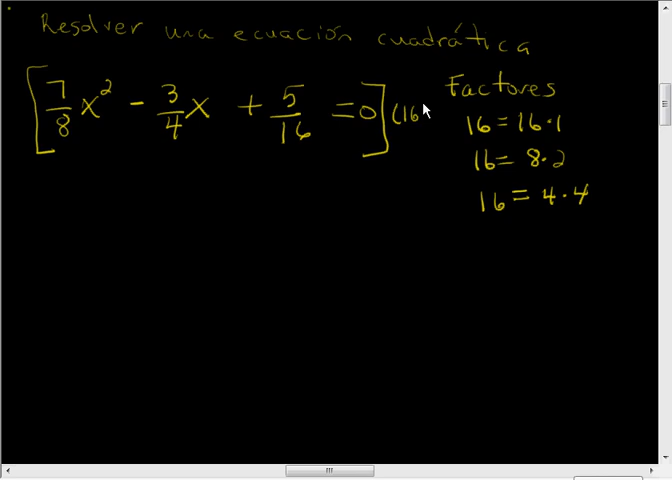 Resolver una ecuación cuadrática
[7/8 x² - 3/4 x + 5/16 = 0](16
Factores
16 = 16·1
16 = 8·2
16 = 4·4